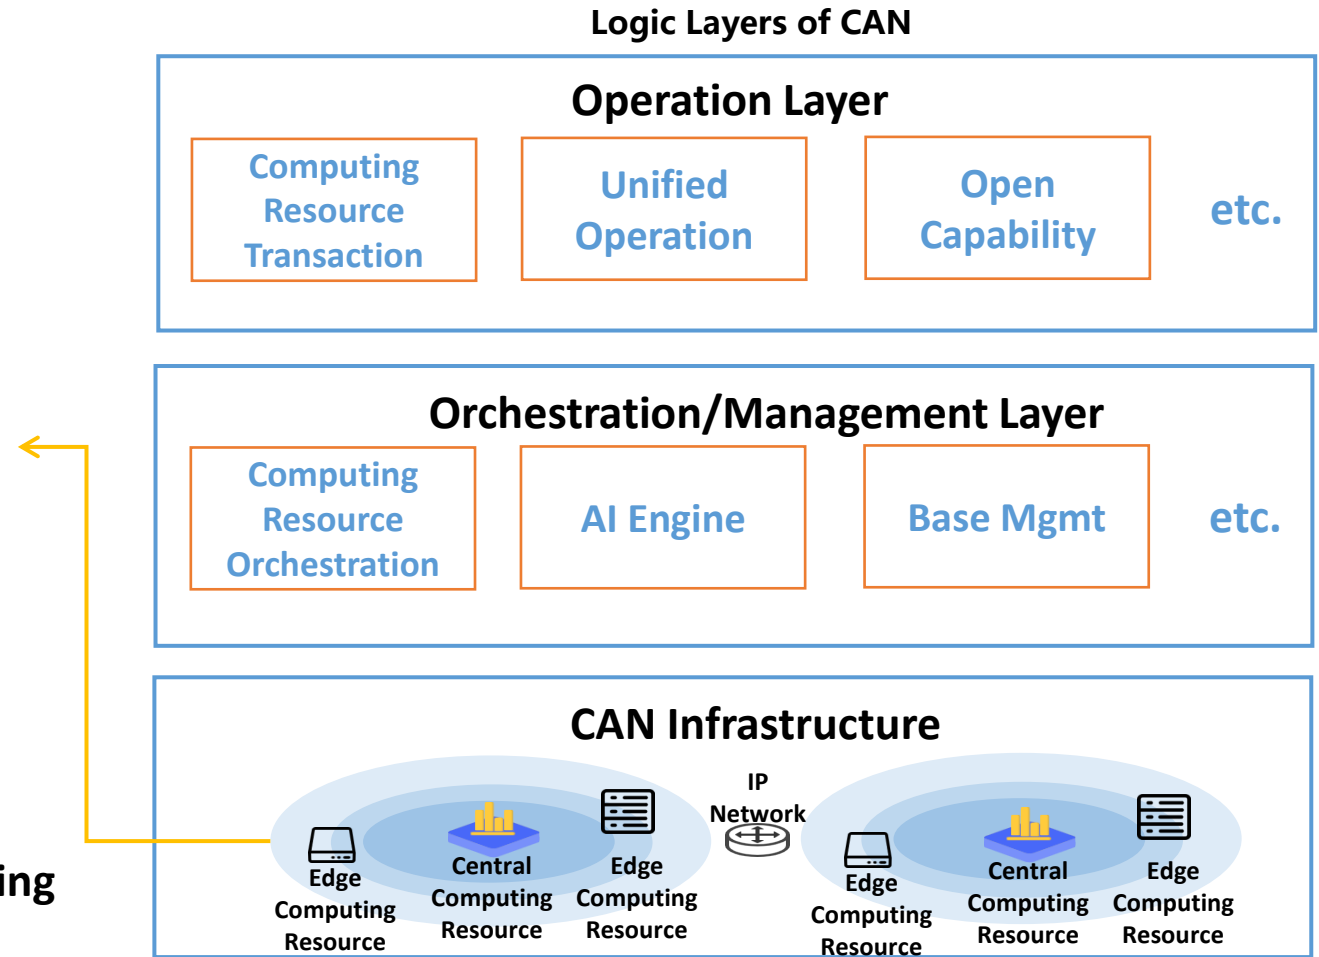 Logic Layers of CAN
Operation Layer
Computing
Resource
Transaction
Unified
Operation
Open
Capability
etc.
Orchestration/Management Layer
Computing
Resource
Orchestration
AI Engine
Base Mgmt
etc.
CAN Infrastructure
Edge
Computing
Resource
Central
Computing
Resource
Edge
Computing
Resource
IP
Network
Edge
Computing
Resource
Central
Computing
Resource
Edge
Computing
Resource
ing